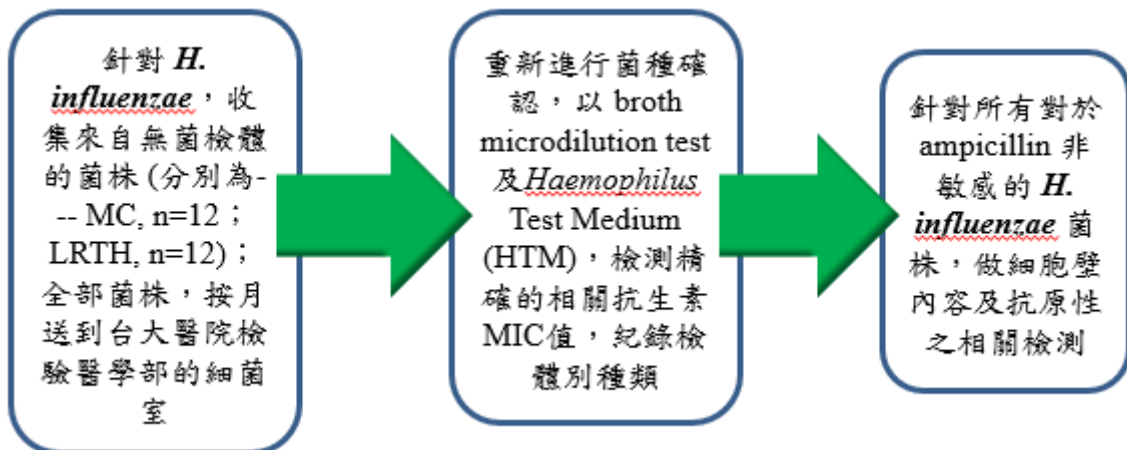 針對 H.
influenzae，收
集來自無菌檢體
的菌株 (分別為-
-- MC, n=12；
LRTH, n=12)；
全部菌株，按月
送到台大醫院檢
驗醫學部的細菌
室
重新進行菌種確
認，以 broth
microdilution test
及Haemophilus
Test Medium
(HTM)，檢測精
確的相關抗生素
MIC值，紀錄檢
體別種類
針對所有對於
ampicillin 非
敏感的 H.
influenzae 菌
株，做細胞壁
內容及抗原性
之相關檢測